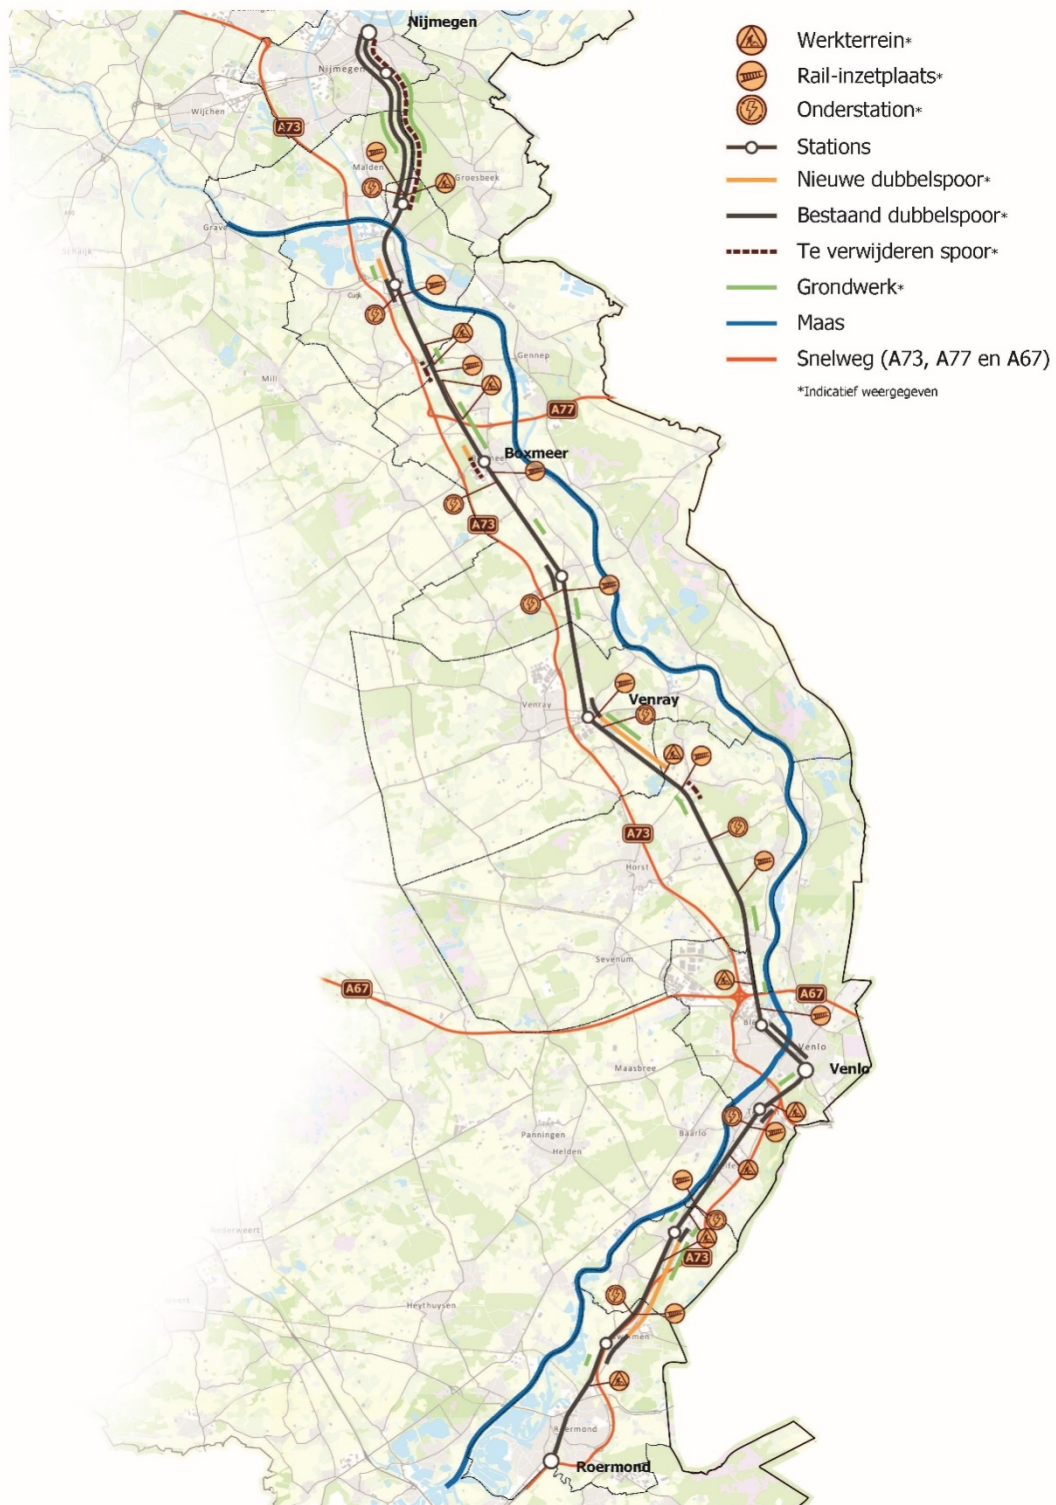 Nijmegen
Nijmegen
Wijchen
A73
Malden
Groesbeek
Grave
Schaijk
Cuijk
Gennep
Mill
A77
Boxmeer
A73
Venray
Venray
A73
Horst
Sevenum
A67
A67
Venlo
Maasbree
Venlo
Panningen
Baarlo
Helden
A73
Heythuysen
Roermond
Roermond
Werkterrein*
Rail-inzetplaats*
Onderstation*
Stations
Nieuwe dubbelspoor*
Bestaand dubbelspoor*
Te verwijderen spoor*
Grondwerk*
Maas
Snelweg (A73, A77 en A67)
*Indicatief weergegeven